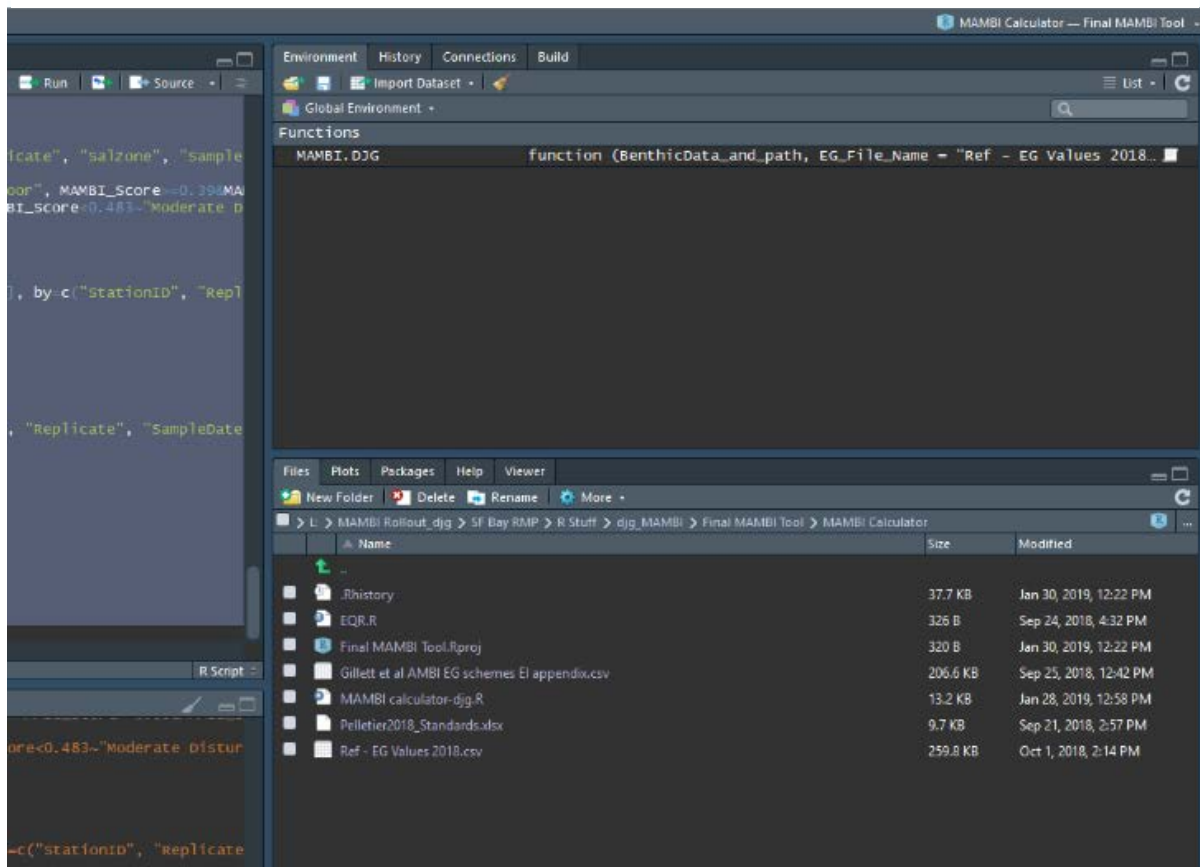 MAMBI Calculator — Final MAMBI Tool
Run Source
icate", "salzone", "Sample
oor", MAMBI_Score>=0.39&MA
BI_Score<0.483~"Moderate D
], by=c("StationID", "Repl
, "Replicate", "SampleDate
R Script
ore<0.483~"Moderate Distur
=c("StationID", "Replicate
Environment History Connections Build
Import Dataset List
Global Environment
Functions
MAMBI.DJG function (BenthicData_and_path, EG_File_Name = "Ref - EG Values 2018…
Files Plots Packages Help Viewer
New Folder Delete Rename More
> L: > MAMBI Rollout_djg > SF Bay RMP > R Stuff > djg_MAMBI > Final MAMBI Tool > MAMBI Calculator ...
Name Size Modified
..
.Rhistory 37.7 KB Jan 30, 2019, 12:22 PM
EQR.R 326 B Sep 24, 2018, 4:32 PM
Final MAMBI Tool.Rproj 320 B Jan 30, 2019, 12:22 PM
Gillett et al AMBI EG schemes EI appendix.csv 206.6 KB Sep 25, 2018, 12:42 PM
MAMBI calculator-djg.R 13.2 KB Jan 28, 2019, 12:58 PM
Pelletier2018_Standards.xlsx 9.7 KB Sep 21, 2018, 2:57 PM
Ref - EG Values 2018.csv 259.8 KB Oct 1, 2018, 2:14 PM